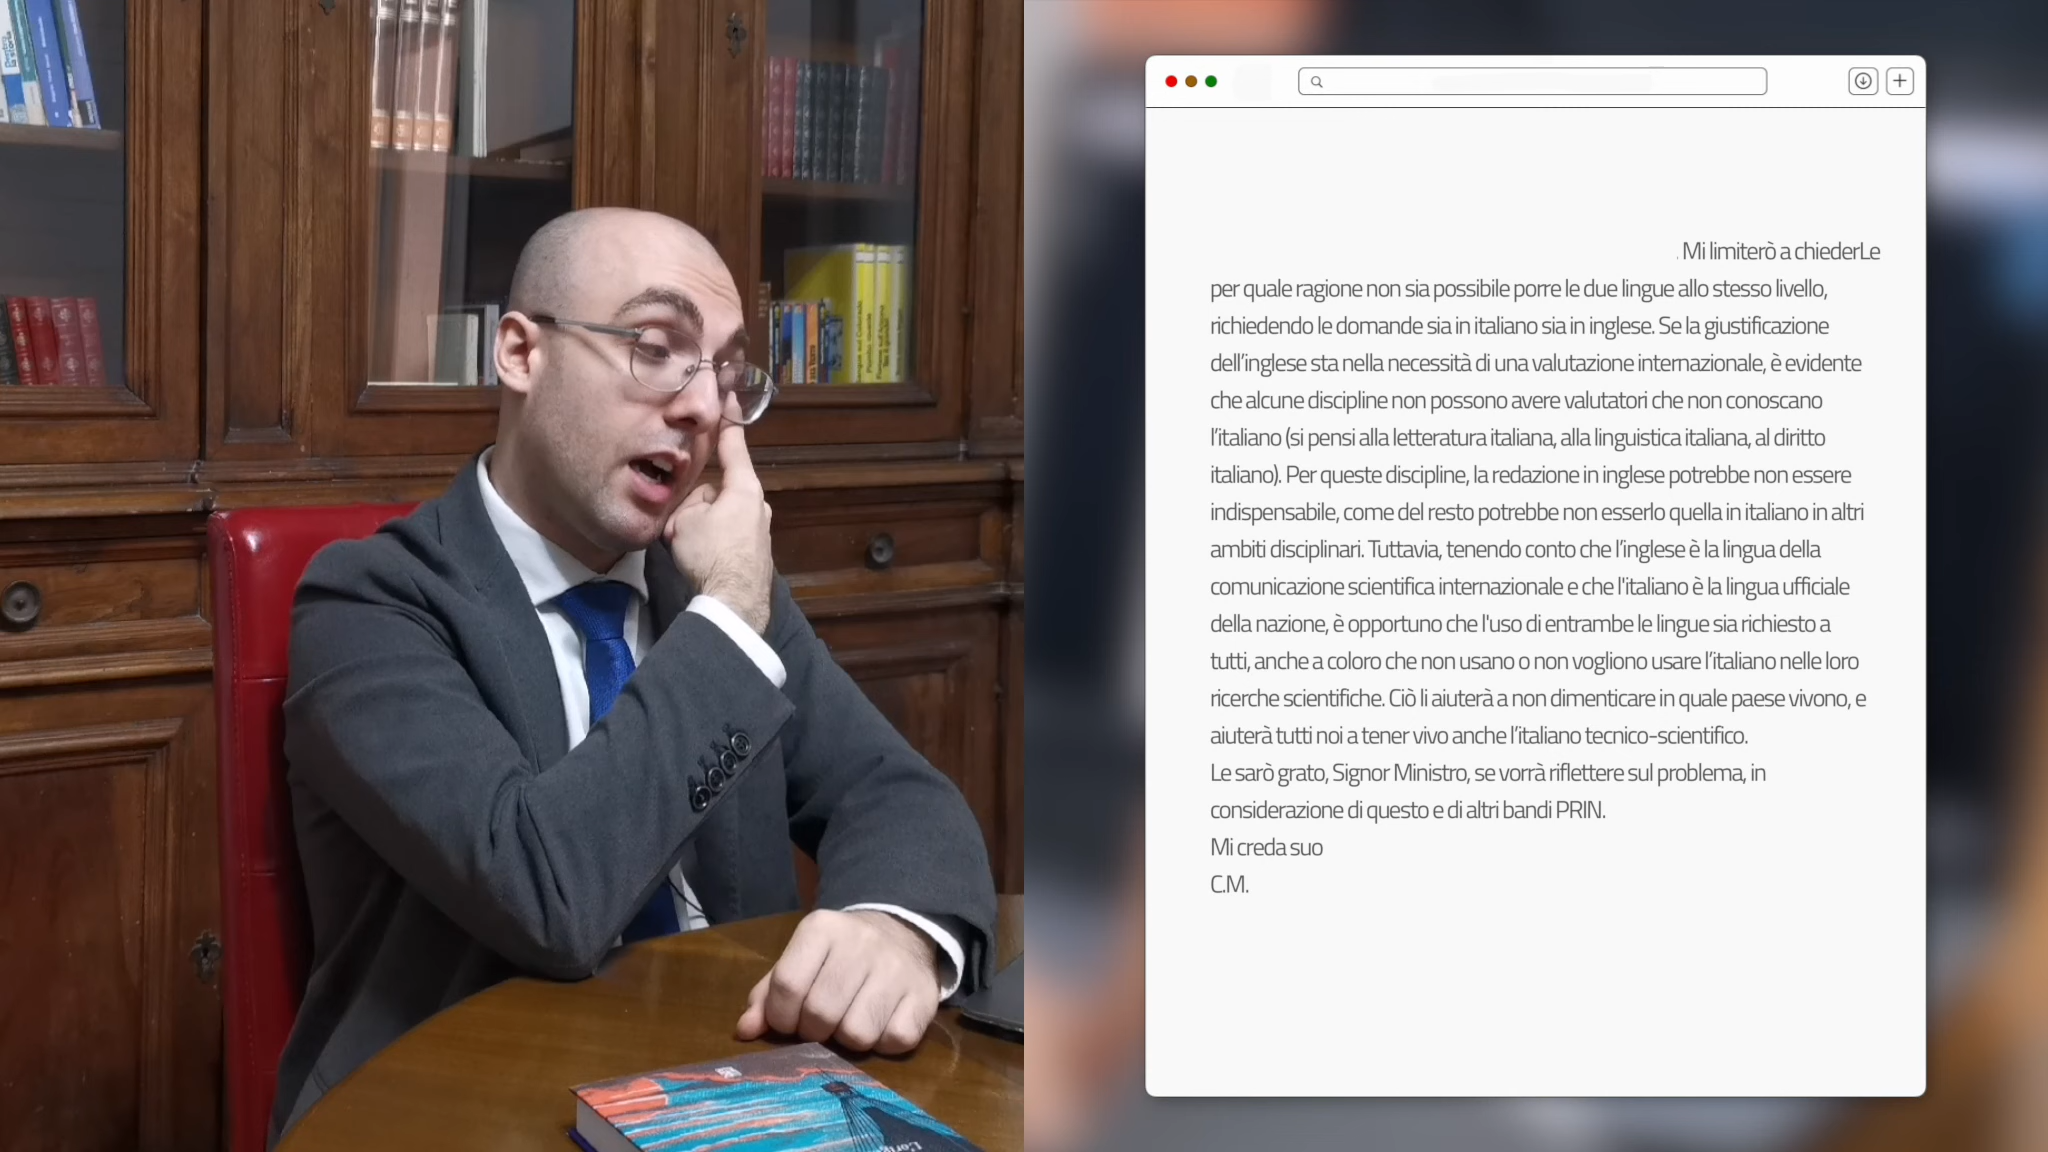 . Mi limiterò a chiederLe
per quale ragione non sia possibile porre le due lingue allo stesso livello,
richiedendo le domande sia in italiano sia in inglese. Se la giustificazione
dell’inglese sta nella necessità di una valutazione internazionale, è evidente
che alcune discipline non possono avere valutatori che non conoscano
l’italiano (si pensi alla letteratura italiana, alla linguistica italiana, al diritto
italiano). Per queste discipline, la redazione in inglese potrebbe non essere
indispensabile, come del resto potrebbe non esserlo quella in italiano in altri
ambiti disciplinari. Tuttavia, tenendo conto che l’inglese è la lingua della
comunicazione scientifica internazionale e che l'italiano è la lingua ufficiale
della nazione, è opportuno che l'uso di entrambe le lingue sia richiesto a
tutti, anche a coloro che non usano o non vogliono usare l’italiano nelle loro
ricerche scientifiche. Ciò li aiuterà a non dimenticare in quale paese vivono, e
aiuterà tutti noi a tener vivo anche l’italiano tecnico-scientifico.
Le sarò grato, Signor Ministro, se vorrà riflettere sul problema, in
considerazione di questo e di altri bandi PRIN.
Mi creda suo
C.M.